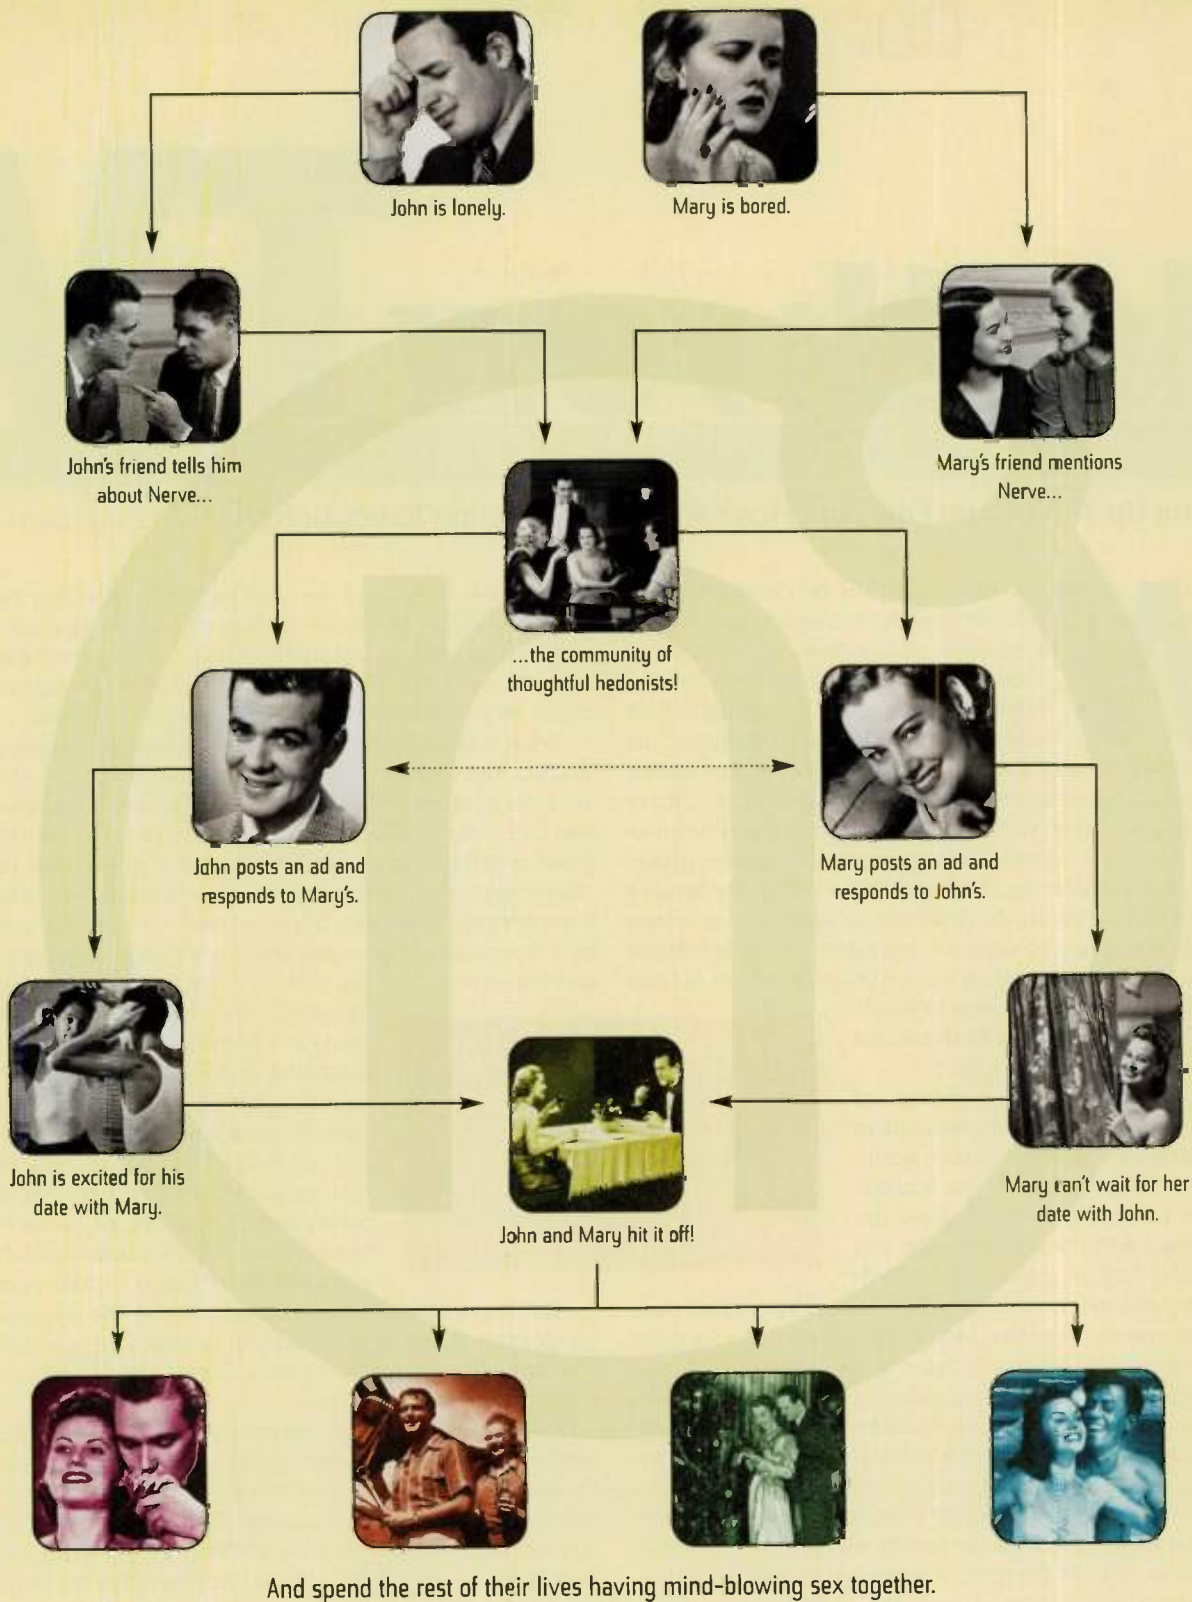 John is lonely.
Mary is bored.
John's friend tells him
about Nerve...
Mary's friend mentions
Nerve...
...the community of
thoughtful hedonists!
John posts an ad and
responds to Mary's.
Mary posts an ad and
responds to John's.
John is excited for his
date with Mary.
John and Mary hit it off!
Mary can't wait for her
date with John.
And spend the rest of their lives having mind-blowing sex together.